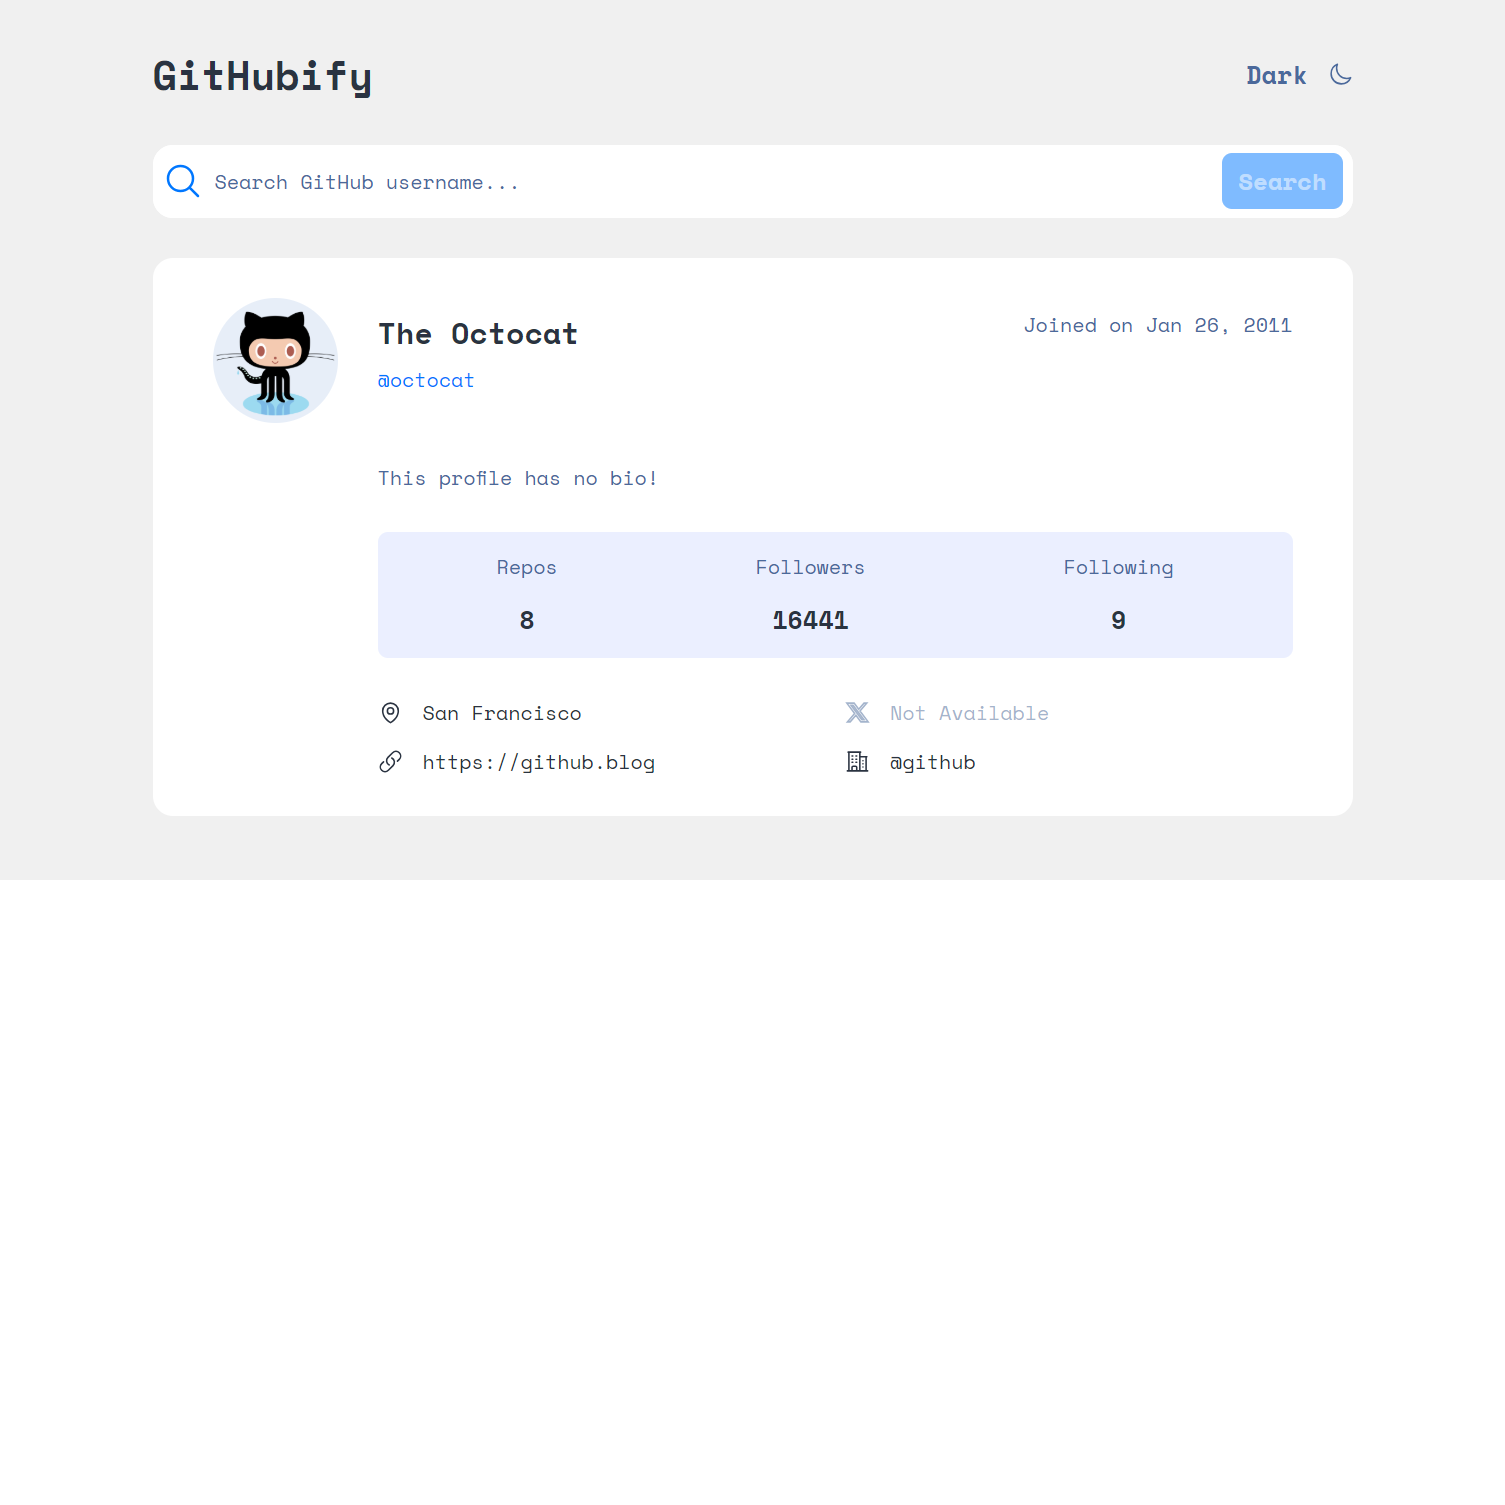 GitHubify
Dark
Search GitHub username...
Search
The Octocat
Joined on Jan 26, 2011
@octocat
This profile has no bio!
Repos
Followers
Following
8
16441
9
San Francisco
Not Available
https://github.blog
@github